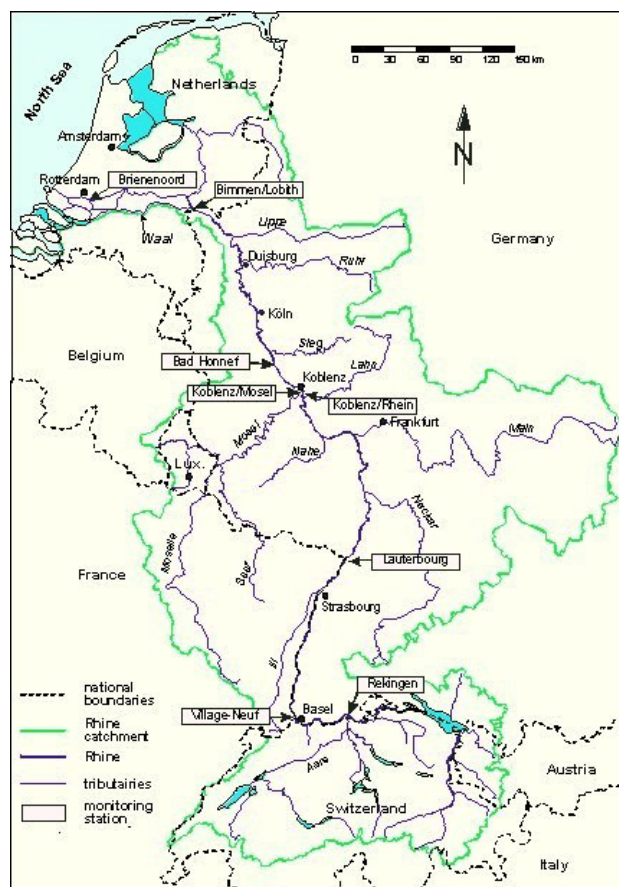 North Sea
Netherlands
0 30 60 90 120 150 km
Amsterdam
N
Rotterdam
Brienenoord
Bimmen/Lobith
Waal
Lippe
Germany
Duisburg
Ruhr
Köln
Belgium
Sieg
Bad Honnef
Lahn
Koblenz
Koblenz/Mosel
Koblenz/Rhein
Frankfurt
Main
Mosel
Nahe
Lux.
Neckar
Moselle
Saar
Lauterbourg
France
Strasbourg
Ill
Rekingen
Village-Neuf
Basel
Aare
Switzerland
Austria
Italy
national
boundaries
Rhine
catchment
Rhine
tributairies
monitoring
station